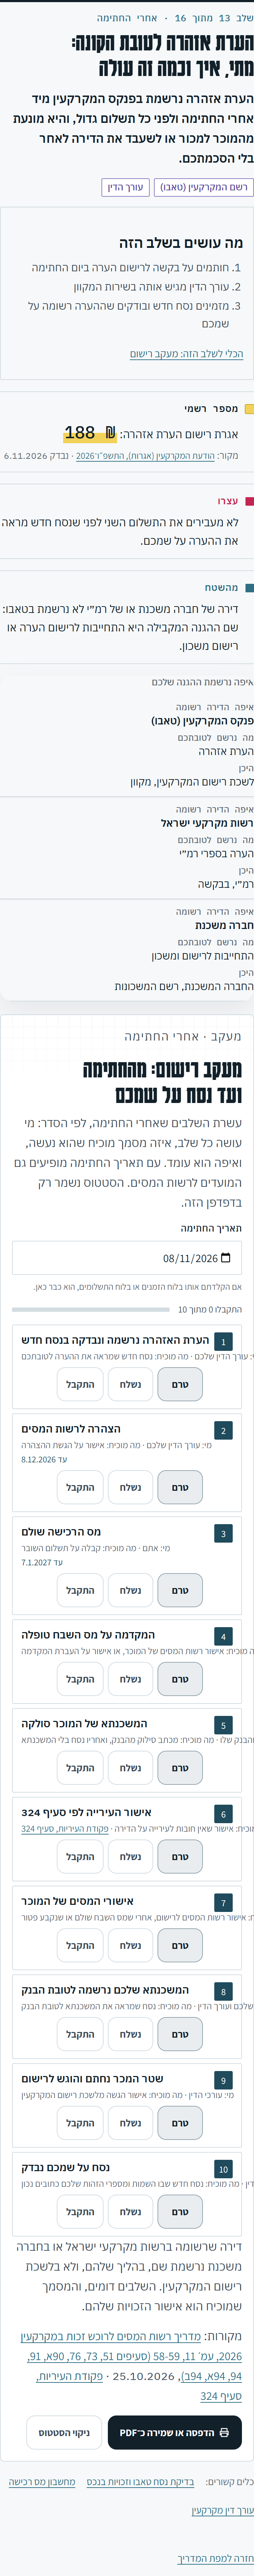 שלב 13 מתוך 16 · אחרי החתימה
הערת אזהרה לטובת הקונה:
מתי, איך וכמה זה עולה
הערת אזהרה נרשמת בפנקס המקרקעין מיד
אחרי החתימה ולפני כל תשלום גדול, והיא מונעת
מהמוכר למכור או לשעבד את הדירה לאחר
בלי הסכמתכם.
רשם המקרקעין (טאבו)
עורך הדין
מה עושים בשלב הזה
1. חותמים על בקשה לרישום הערה ביום החתימה
2. עורך הדין מגיש אותה בשירות המקוון
3. מזמינים נסח חדש ובודקים שההערה רשומה על
שמכם
הכלי לשלב הזה: מעקב רישום
מספר רשמי
אגרת רישום הערת אזהרה: 188 ₪
מקור: הודעת המקרקעין (אגרות), התשפ״ו־2026 · נבדק 6.11.2026
עצרו
לא מעבירים את התשלום השני לפני שנסח חדש מראה
את ההערה על שמכם.
מהשטח
דירה של חברה משכנת או של רמ״י לא נרשמת בטאבו:
שם ההגנה המקבילה היא התחייבות לרישום הערה או
רישום משכון.
איפה נרשמת ההגנה שלכם
איפה הדירה רשומה
פנקס המקרקעין (טאבו)
מה נרשם לטובתכם
הערת אזהרה
היכן
לשכת רישום המקרקעין, מקוון
איפה הדירה רשומה
רשות מקרקעי ישראל
מה נרשם לטובתכם
הערה בספרי רמ״י
היכן
רמ״י, בבקשה
איפה הדירה רשומה
חברה משכנת
מה נרשם לטובתכם
התחייבות לרישום ומשכון
היכן
החברה המשכנת, רשם המשכונות
מעקב · אחרי החתימה
מעקב רישום: מהחתימה
ועד נסח על שמכם
עשרת השלבים שאחרי החתימה, לפי הסדר: מי
עושה כל שלב, איזה מסמך מוכיח שהוא נעשה,
ואיפה הוא עומד. עם תאריך החתימה מופיעים גם
המועדים לרשות המסים. הסטטוס נשמר רק
בדפדפן הזה.
תאריך החתימה
08/11/2026
אם הקלדתם אותו בלוח הזמנים או בלוח התשלומים, הוא כבר כאן.
התקבלו 0 מתוך 10
1
הערת האזהרה נרשמה ונבדקה בנסח חדש
עורך הדין שלכם · מה מוכיח: נסח חדש שמראה את ההערה לטובתכם
טרם
נשלח
התקבל
2
הצהרה לרשות המסים
מי: עורך הדין שלכם · מה מוכיח: אישור על הגשת ההצהרה
עד 8.12.2026
טרם
נשלח
התקבל
3
מס הרכישה שולם
מי: אתם · מה מוכיח: קבלה על תשלום השובר
עד 7.1.2027
טרם
נשלח
התקבל
4
המקדמה על מס השבח טופלה
מוכיח: אישור רשות המסים של המוכר, או אישור על העברת המקדמה
טרם
נשלח
התקבל
5
המשכנתא של המוכר סולקה
שלו · מה מוכיח: מכתב סילוק מהבנק, ואחריו נסח בלי המשכנתא
טרם
נשלח
התקבל
6
אישור העירייה לפי סעיף 324
אישור שאין חובות לעירייה על הדירה · פקודת העיריות, סעיף 324
טרם
נשלח
התקבל
7
אישורי המסים של המוכר
אישור רשות המסים לרישום, אחרי שמס השבח שולם או שנקבע פטור
טרם
נשלח
התקבל
8
המשכנתא שלכם נרשמה לטובת הבנק
שלכם ועורך הדין · מה מוכיח: נסח שמראה את המשכנתא לטובת הבנק
טרם
נשלח
התקבל
9
שטר המכר נחתם והוגש לרישום
מי: עורכי הדין · מה מוכיח: אישור הגשה מלשכת רישום המקרקעין
טרם
נשלח
התקבל
10
נסח על שמכם נבדק
מה מוכיח: נסח חדש שבו השמות ומספרי הזהות שלכם כתובים נכון
טרם
נשלח
התקבל
דירה שרשומה ברשות מקרקעי ישראל או בחברה
משכנת נרשמת שם, בהליך שלהם, ולא בלשכת
רישום המקרקעין. השלבים דומים, והמסמך
שמוכיח הוא אישור הזכויות שלהם.
מקורות: מדריך רשות המסים לרוכש זכות במקרקעין
2026, עמ׳ 11, 58-59 (סעיפים 51, 73, 76, 90א, 91,
94, 94א, 94ב), 25.10.2026 · פקודת העיריות,
סעיף 324
הדפסה או שמירה כ־PDF
ניקוי הסטטוס
כלים קשורים:
בדיקת נסח טאבו וזכויות בנכס
מחשבון מס רכישה
עורך דין מקרקעין
חזרה למפת המדריך